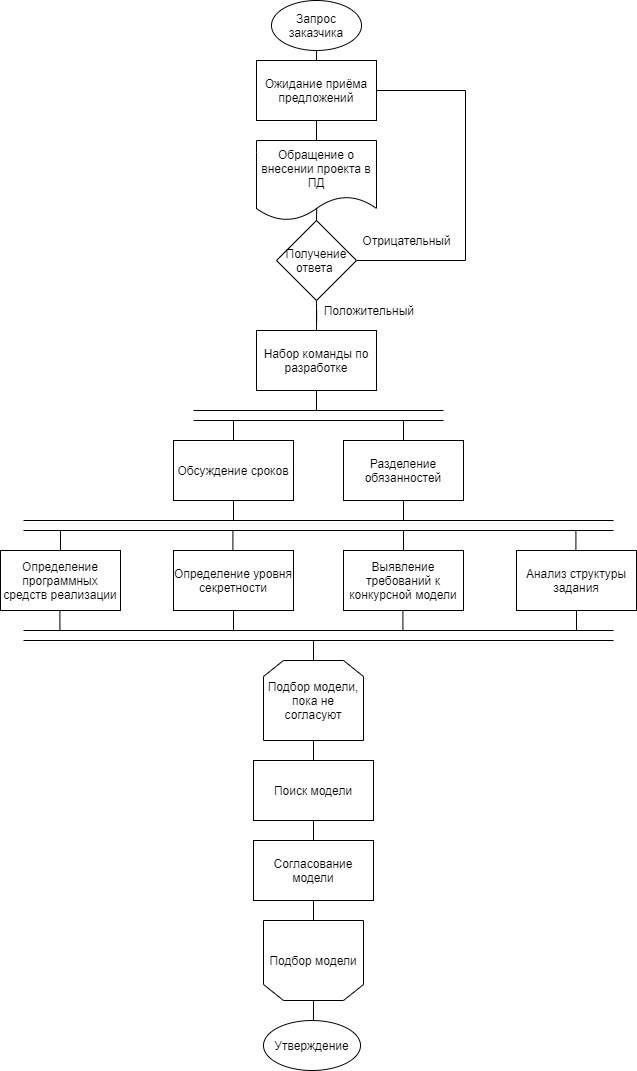 Запрос
заказчика
Ожидание приёма
предложений
Обращение о
внесении проекта в
ПД
Отрицательный
Получение
ответа
Положительный
Набор команды по
разработке
Обсуждение сроков
Разделение
обязанностей
Определение
программных
средств реализации
Определение уровня
секретности
Выявление
требований к
конкурсной модели
Анализ структуры
задания
Подбор модели,
пока не
согласуют
Поиск модели
Согласование
модели
Подбор модели
Утверждение